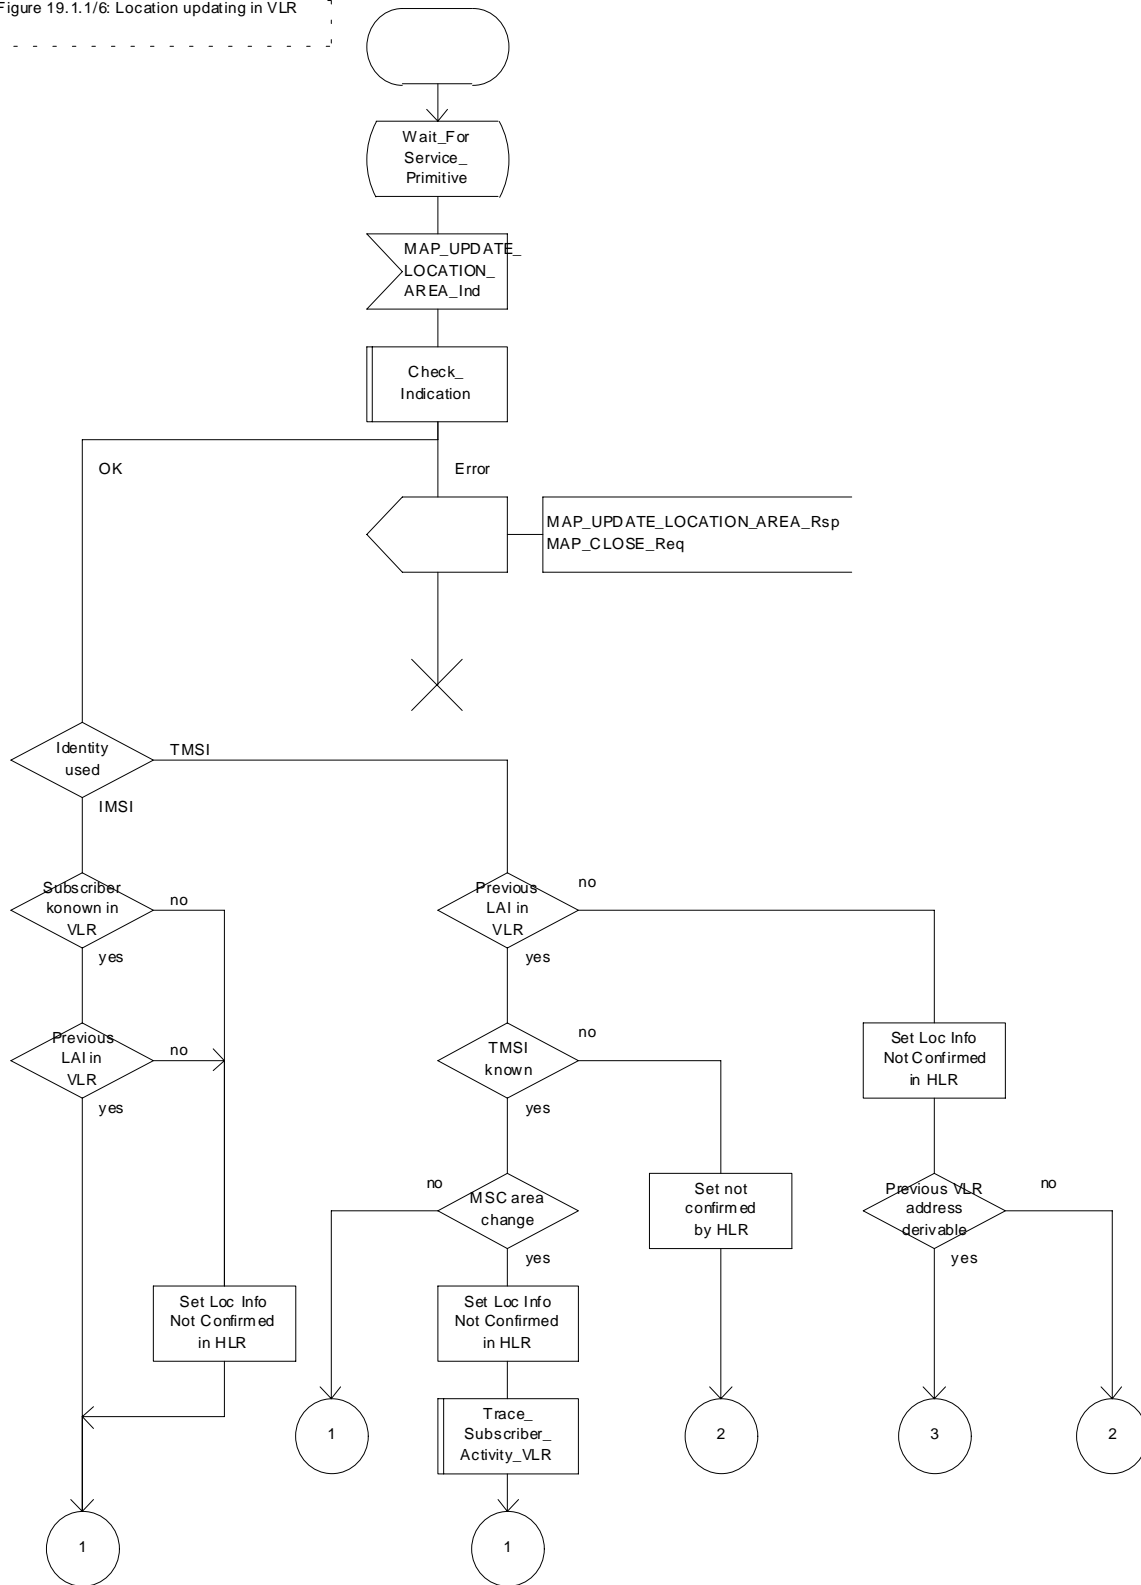 Figure 19.1.1/6: Location updating in VLR
Wait_For
Service_
Primitive
MAP_UPDATE_
LOCATION_
AREA_Ind
Check_
Indication
OK
Error
MAP_UPDATE_LOCATION_AREA_Rsp
MAP_CLOSE_Req
Identity
used
TMSI
IMSI
Subscriber
konown in
VLR
no
yes
Previous
LAI in
VLR
no
yes
Previous
LAI in
VLR
no
yes
TMSI
known
no
yes
Set Loc Info
Not Confirmed
in HLR
no
MSC area
change
yes
Set not
confirmed
by HLR
Previous VLR
address
derivable
no
yes
Set Loc Info
Not Confirmed
in HLR
Set Loc Info
Not Confirmed
in HLR
1
Trace_
Subscriber_
Activity_VLR
2
3
2
1
1